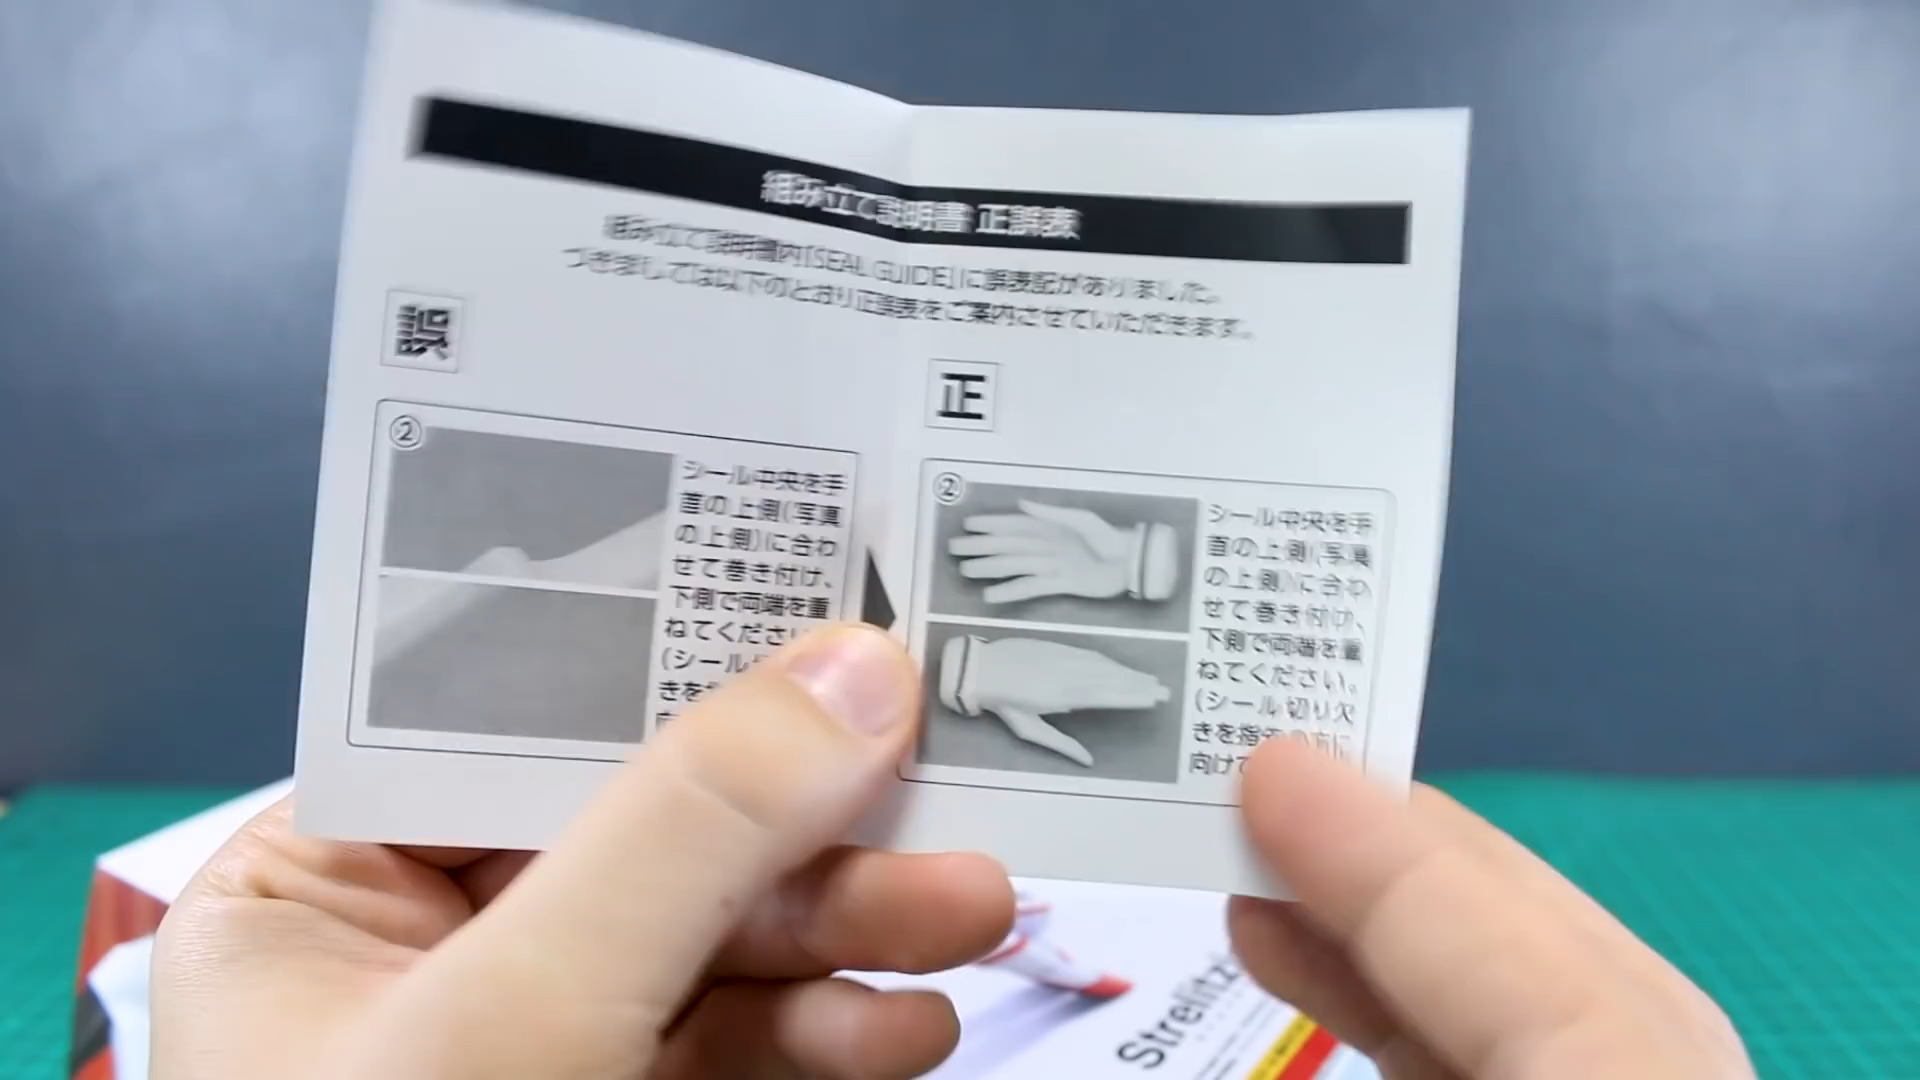 組み立て説明書 正誤表
組み立て説明書内「SEAL GUIDE」に誤表記がありました。
つきましては以下のとおり正誤表をご案内させていただきます。
誤
②
シール中央を手
首の上側(写真
の上側)に合わ
せて巻き付け、
下側で両端を重
ねてください
(シール
きを
正
②
シール中央を手
首の上側(写真
の上側)に合わ
せて巻き付け、
下側で両端を重
ねてください。
(シール切り欠
きを指先の方に
向けて
Strelitzi